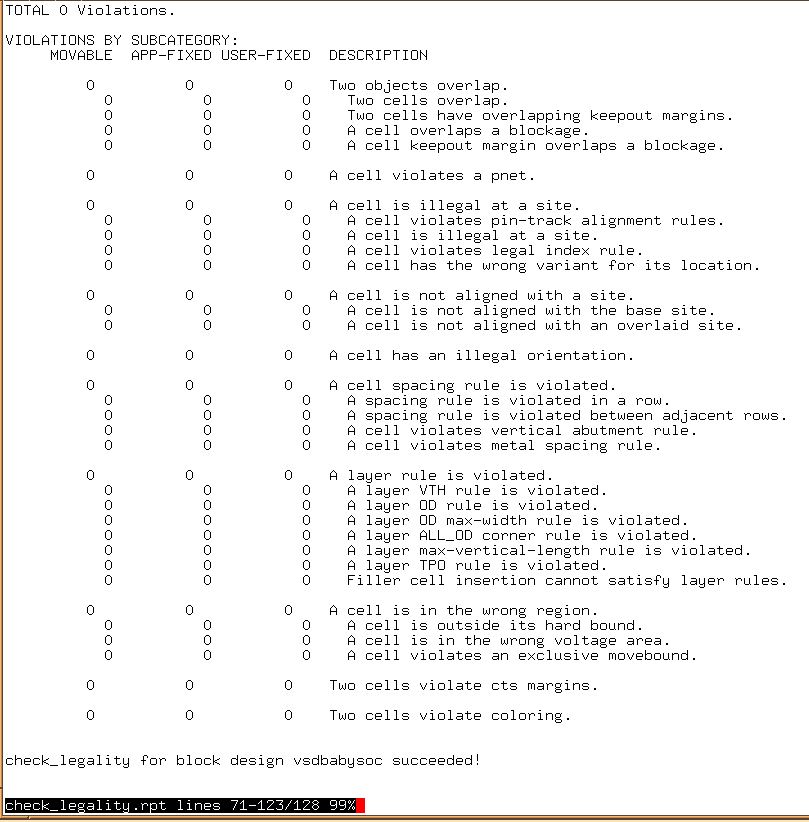 TOTAL 0 Violations.
VIOLATIONS BY SUBCATEGORY:
MOVABLE  APP-FIXED USER-FIXED  DESCRIPTION
0 0 0 Two objects overlap.
0 0 0 Two cells overlap.
0 0 0 Two cells have overlapping keepout margins.
0 0 0 A cell overlaps a blockage.
0 0 0 A cell keepout margin overlaps a blockage.
0 0 0 A cell violates a pnet.
0 0 0 A cell is illegal at a site.
0 0 0 A cell violates pin-track alignment rules.
0 0 0 A cell is illegal at a site.
0 0 0 A cell violates legal index rule.
0 0 0 A cell has the wrong variant for its location.
0 0 0 A cell is not aligned with a site.
0 0 0 A cell is not aligned with the base site.
0 0 0 A cell is not aligned with an overlaid site.
0 0 0 A cell has an illegal orientation.
0 0 0 A cell spacing rule is violated.
0 0 0 A spacing rule is violated in a row.
0 0 0 A spacing rule is violated between adjacent rows.
0 0 0 A cell violates vertical abutment rule.
0 0 0 A cell violates metal spacing rule.
0 0 0 A layer rule is violated.
0 0 0 A layer VTH rule is violated.
0 0 0 A layer OD rule is violated.
0 0 0 A layer OD max-width rule is violated.
0 0 0 A layer ALL_OD corner rule is violated.
0 0 0 A layer max-vertical-length rule is violated.
0 0 0 A layer TPO rule is violated.
0 0 0 Filler cell insertion cannot satisfy layer rules.
0 0 0 A cell is in the wrong region.
0 0 0 A cell is outside its hard bound.
0 0 0 A cell is in the wrong voltage area.
0 0 0 A cell violates an exclusive movebound.
0 0 0 Two cells violate cts margins.
0 0 0 Two cells violate coloring.
check_legality for block design vsdbabysoc succeeded!
check_legality.rpt lines 71-123/128 99%